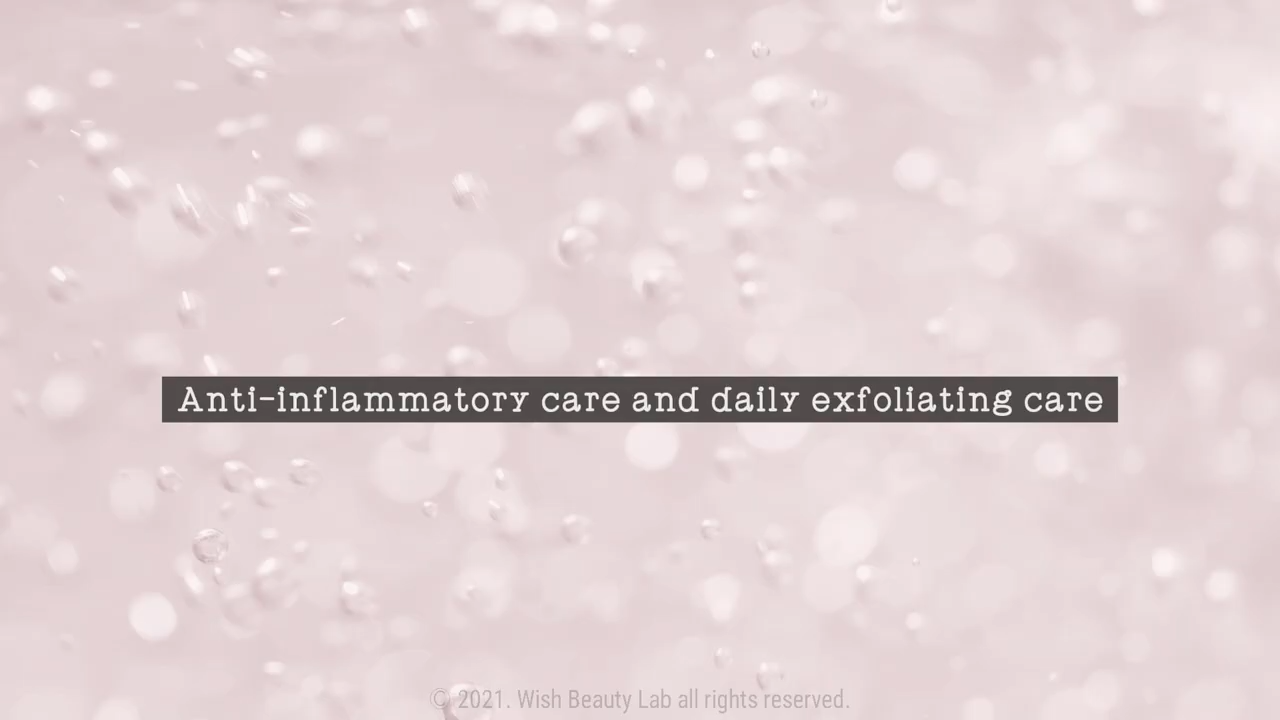 Anti-inflammatory care and daily exfoliating care
© 2021. Wish Beauty Lab all rights reserved.